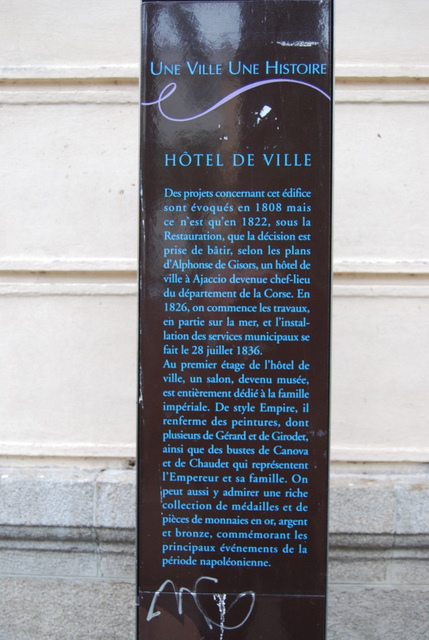 UNE VILLE UNE HISTOIRE
HÔTEL DE VILLE
Des projets concernant cet édifice
sont évoqués en 1808 mais
ce n'est qu'en 1822, sous la
Restauration, que la décision est
prise de bâtir, selon les plans
d'Alphonse de Gisors, un hôtel de
ville à Ajaccio devenue chef-lieu
du département de la Corse. En
1826, on commence les travaux,
en partie sur la mer, et l'instal-
lation des services municipaux se
fait le 28 juillet 1836.
Au premier étage de l'hôtel de
ville, un salon, devenu musée,
est entièrement dédié à la famille
impériale. De style Empire, il
renferme des peintures, dont
plusieurs de Gérard et de Girodet,
ainsi que des bustes de Canova
et de Chaudet qui représentent
l'Empereur et sa famille. On
peut aussi y admirer une riche
collection de médailles et de
pièces de monnaies en or, argent
et bronze, commémorant les
principaux événements de la
période napoléonienne.